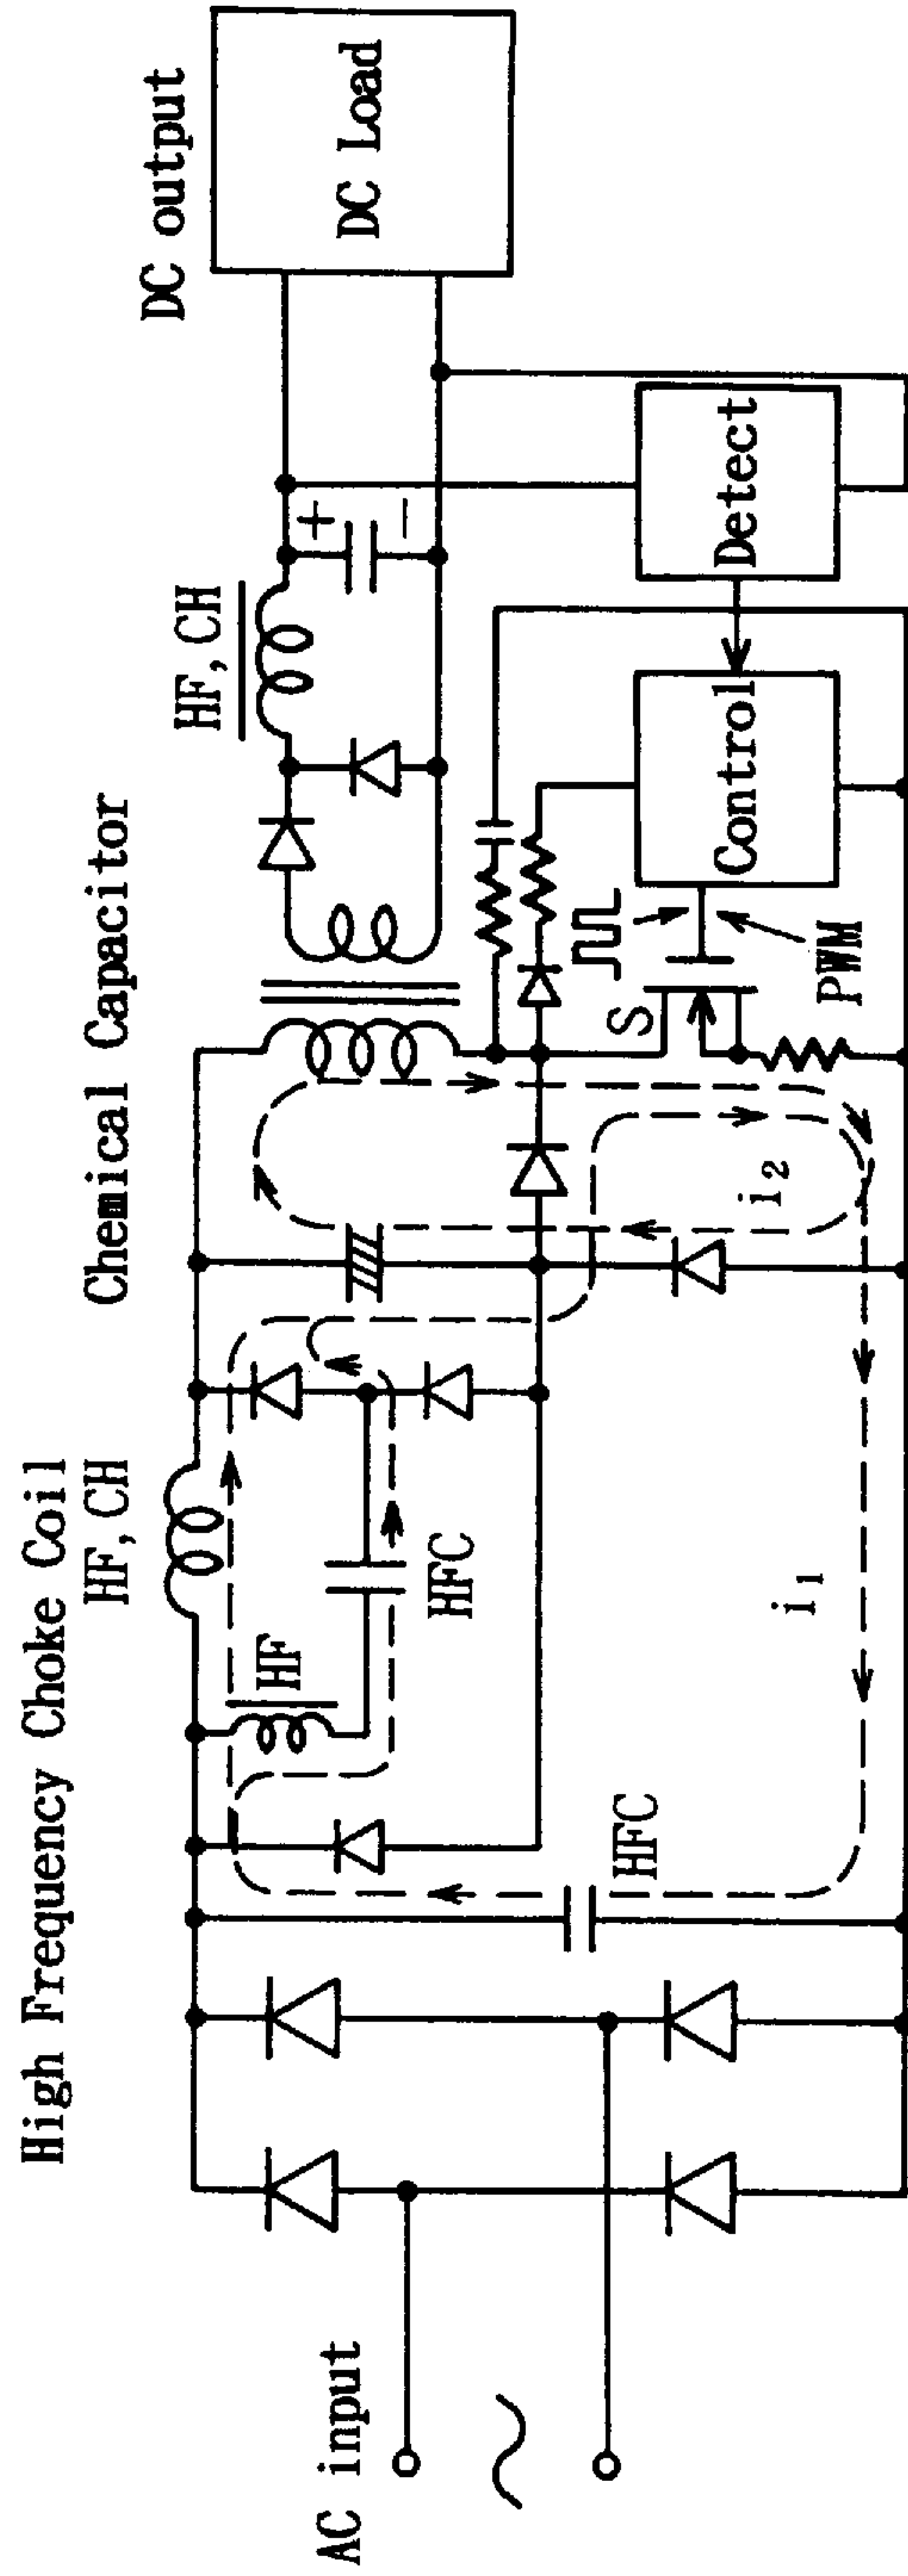 High Frequency Choke Coil
HF, CH
Chemical Capacitor
DC output
HF, CH
DC Load
HF
HFC
HFC
AC input
~
+
−
S
i₂
i₁
PWM
Control
Detect